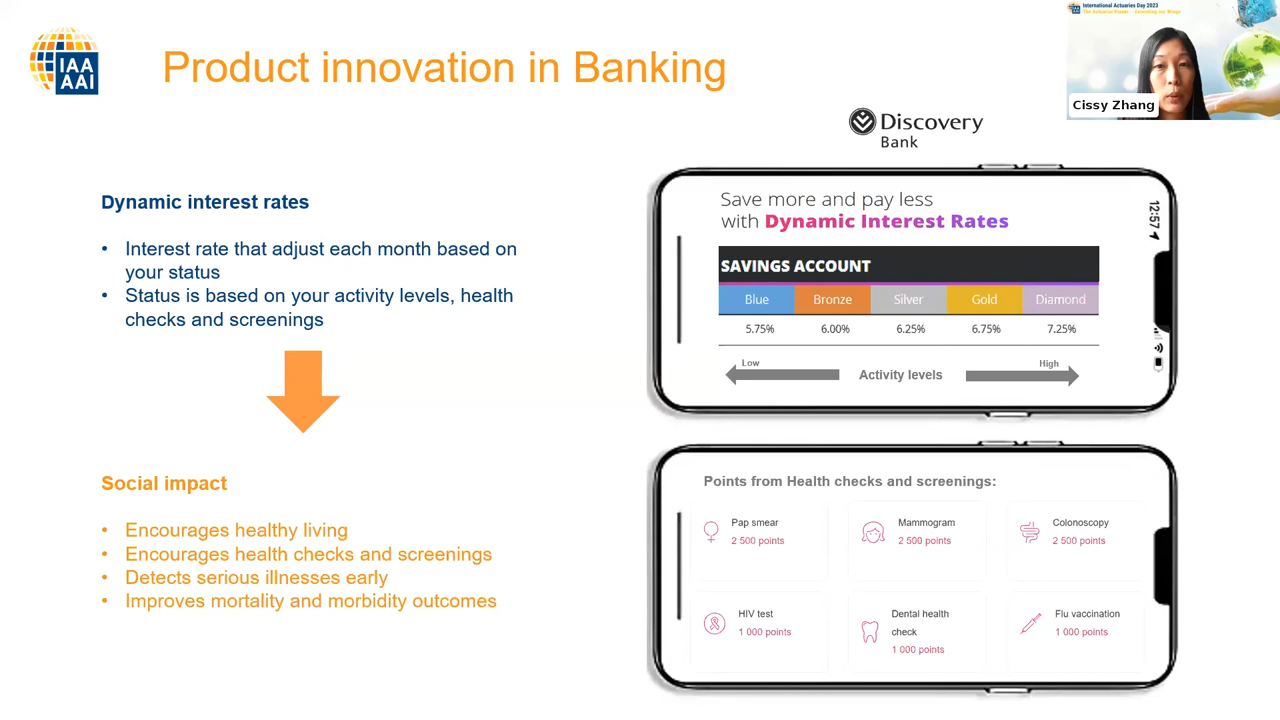 IAA
AAI
Product innovation in Banking
International Actuaries Day 2023
Cissy Zhang
Discovery
Bank
Dynamic interest rates
• Interest rate that adjust each month based on
your status
• Status is based on your activity levels, health
checks and screenings
Social impact
• Encourages healthy living
• Encourages health checks and screenings
• Detects serious illnesses early
• Improves mortality and morbidity outcomes
Save more and pay less
with Dynamic Interest Rates
12:57
SAVINGS ACCOUNT
Blue Bronze Silver Gold Diamond
5.75% 6.00% 6.25% 6.75% 7.25%
Low High
Activity levels
Points from Health checks and screenings:
Pap smear
2 500 points
Mammogram
2 500 points
Colonoscopy
2 500 points
HIV test
1 000 points
Dental health
check
1 000 points
Flu vaccination
1 000 points